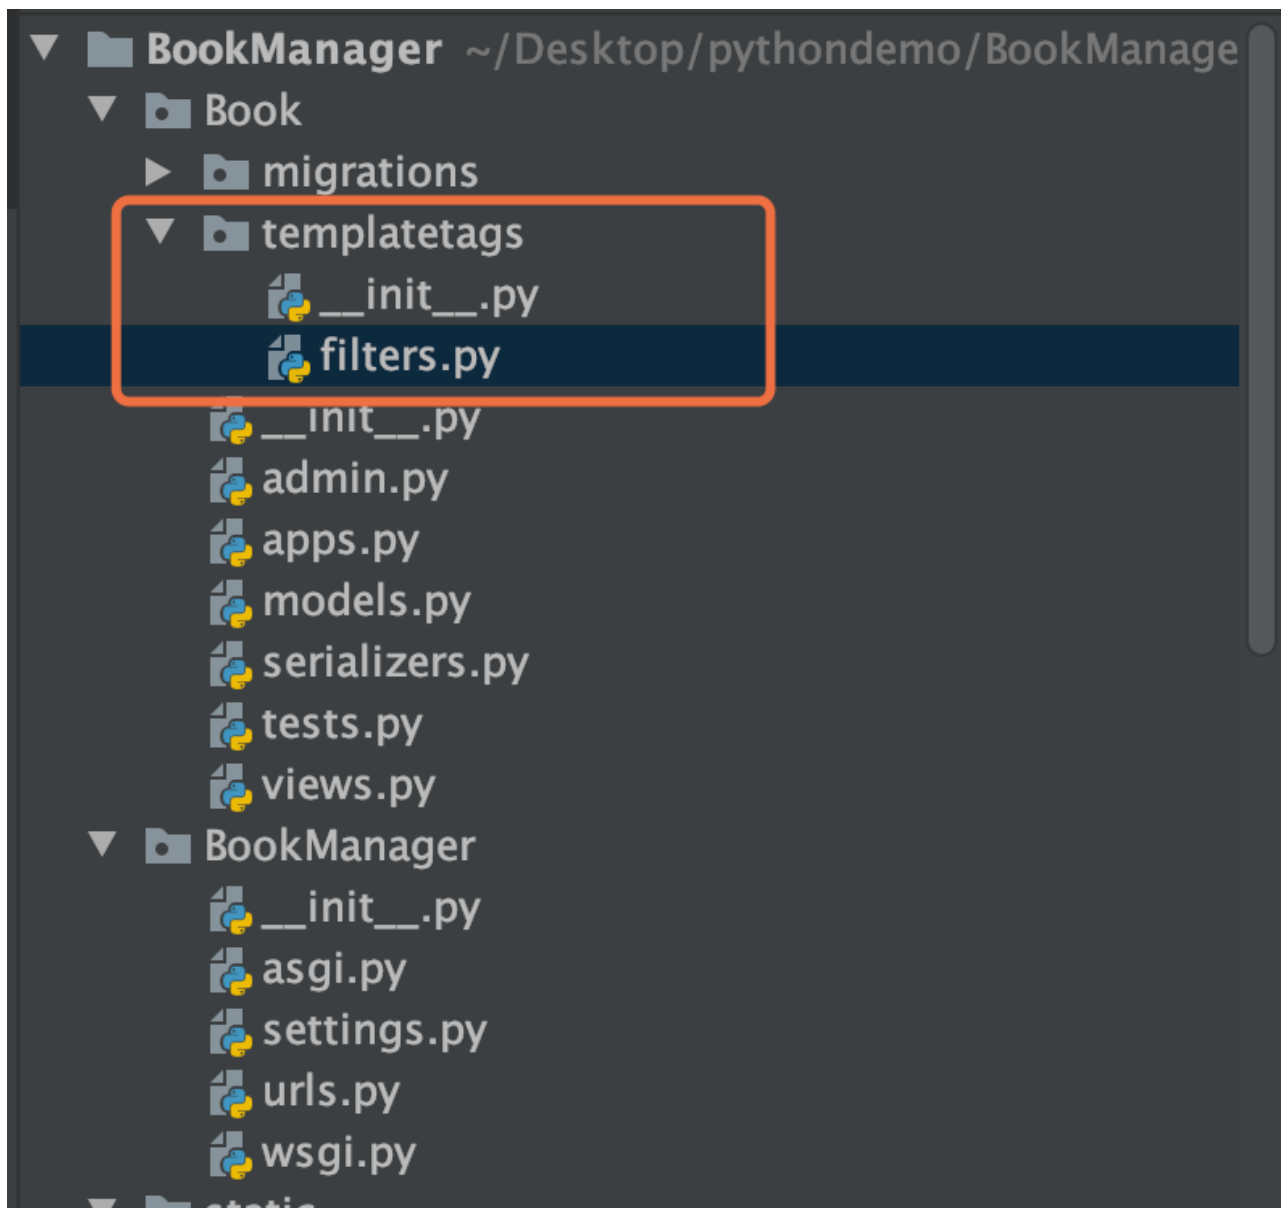 BookManager ~/Desktop/pythondemo/BookManage
Book
migrations
templatetags
__init__.py
filters.py
__init__.py
admin.py
apps.py
models.py
serializers.py
tests.py
views.py
BookManager
__init__.py
asgi.py
settings.py
urls.py
wsgi.py
static